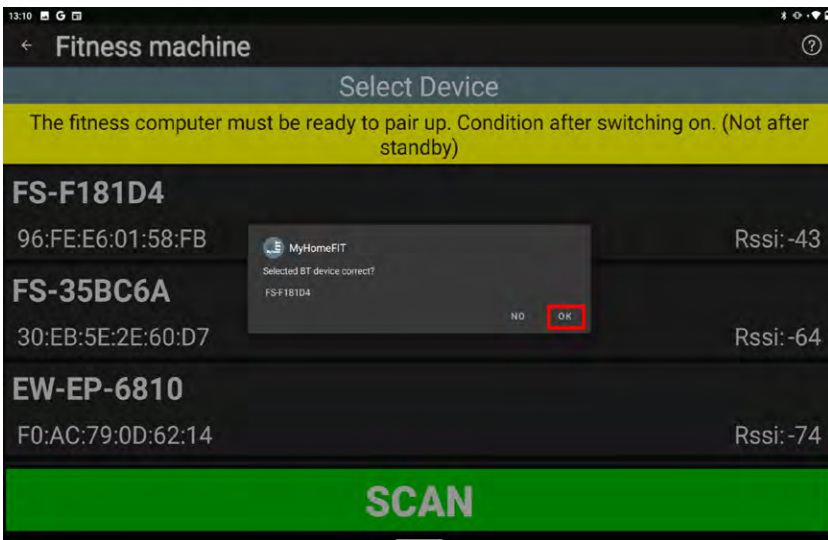 13:10
Fitness machine
Select Device
The fitness computer must be ready to pair up. Condition after switching on. (Not after
standby)
FS-F181D4
96:FE:E6:01:58:FB Rssi:-43
MyHomeFIT
Selected BT device correct?
FS-F181D4
NO OK
FS-35BC6A
30:EB:5E:2E:60:D7 Rssi:-64
EW-EP-6810
F0:AC:79:0D:62:14 Rssi:-74
SCAN